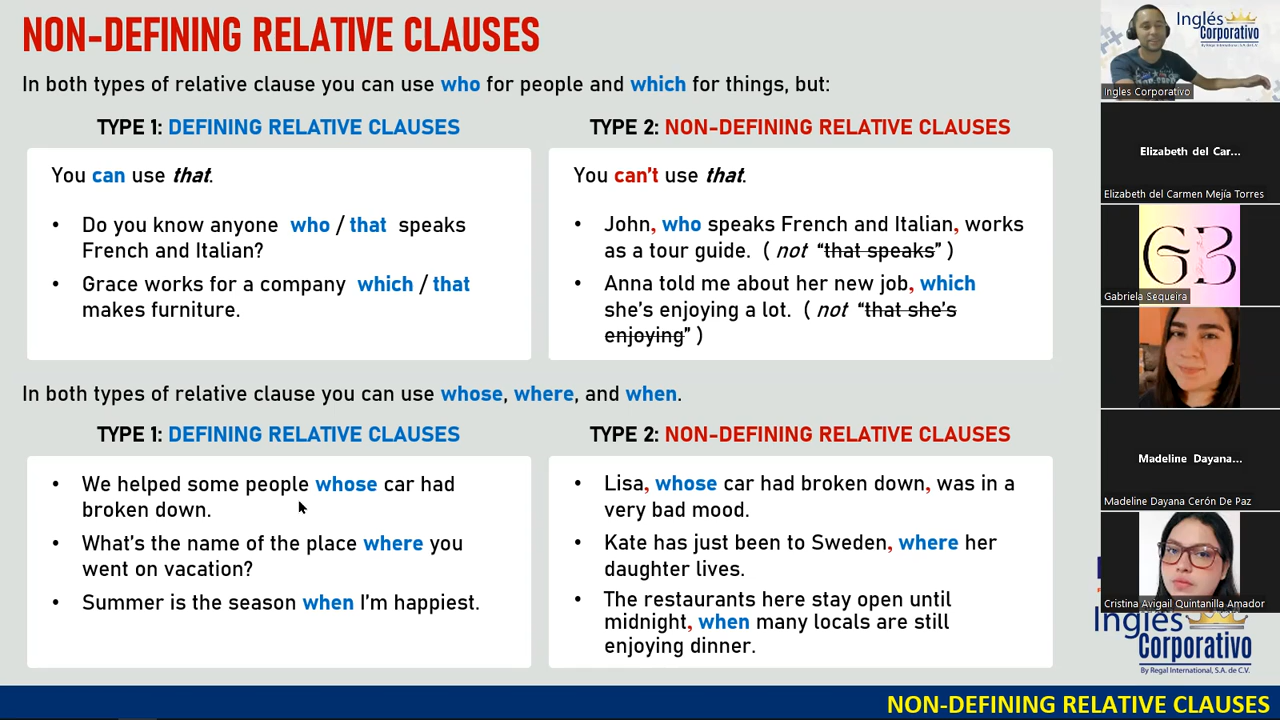 NON-DEFINING RELATIVE CLAUSES
In both types of relative clause you can use who for people and which for things, but:
TYPE 1: DEFINING RELATIVE CLAUSES
You can use that.
• Do you know anyone who / that speaks
French and Italian?
• Grace works for a company which / that
makes furniture.
TYPE 2: NON-DEFINING RELATIVE CLAUSES
You can't use that.
• John, who speaks French and Italian, works
as a tour guide. ( not “that speaks” )
• Anna told me about her new job, which
she's enjoying a lot. ( not “that she's
enjoying” )
In both types of relative clause you can use whose, where, and when.
TYPE 1: DEFINING RELATIVE CLAUSES
• We helped some people whose car had
broken down.
• What's the name of the place where you
went on vacation?
• Summer is the season when I'm happiest.
TYPE 2: NON-DEFINING RELATIVE CLAUSES
• Lisa, whose car had broken down, was in a
very bad mood.
• Kate has just been to Sweden, where her
daughter lives.
• The restaurants here stay open until
midnight, when many locals are still
enjoying dinner.
Inglés
Corporativo
Ingles Corporativo
Elizabeth del Car...
Elizabeth del Carmen Mejía Torres
GB
Gabriela Sequeira
Madeline Dayana...
Madeline Dayana Cerón De Paz
Cristina Avigail Quintanilla Amador
Inglés
Corporativo
By Regal International, S.A. de C.V.
NON-DEFINING RELATIVE CLAUSES